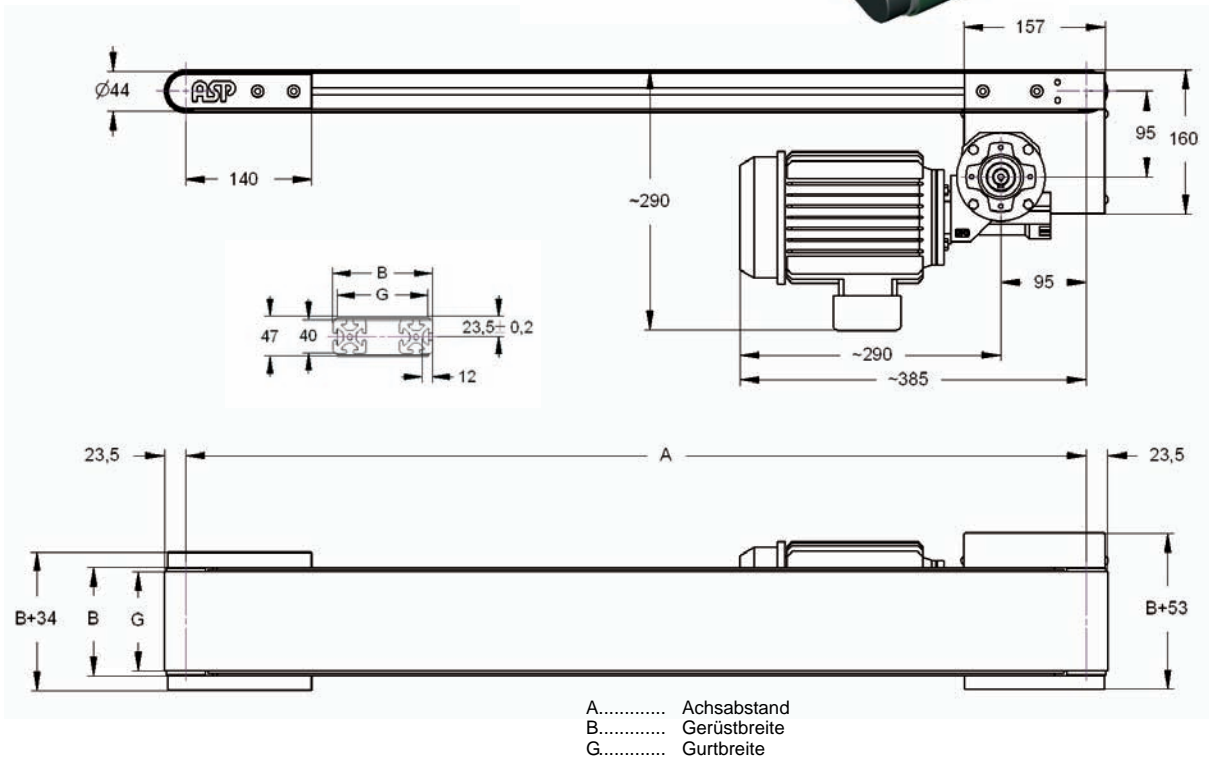 157
Ø44
ASP
95
160
140
~290
95
B
G
47
40
23,5± 0,2
12
~290
~385
23,5
A
23,5
B+34
B
G
B+53
A............. Achsabstand
B............. Gerüstbreite
G............. Gurtbreite